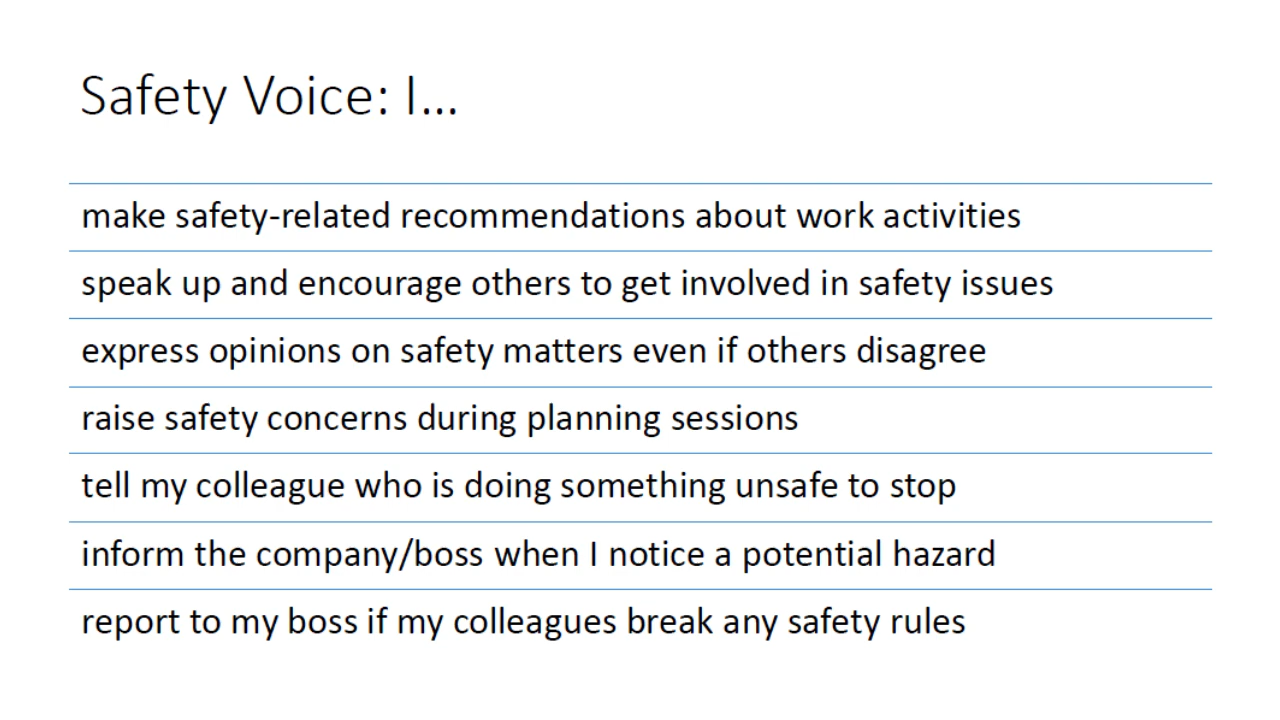 Safety Voice: I...
make safety-related recommendations about work activities
speak up and encourage others to get involved in safety issues
express opinions on safety matters even if others disagree
raise safety concerns during planning sessions
tell my colleague who is doing something unsafe to stop
inform the company/boss when I notice a potential hazard
report to my boss if my colleagues break any safety rules